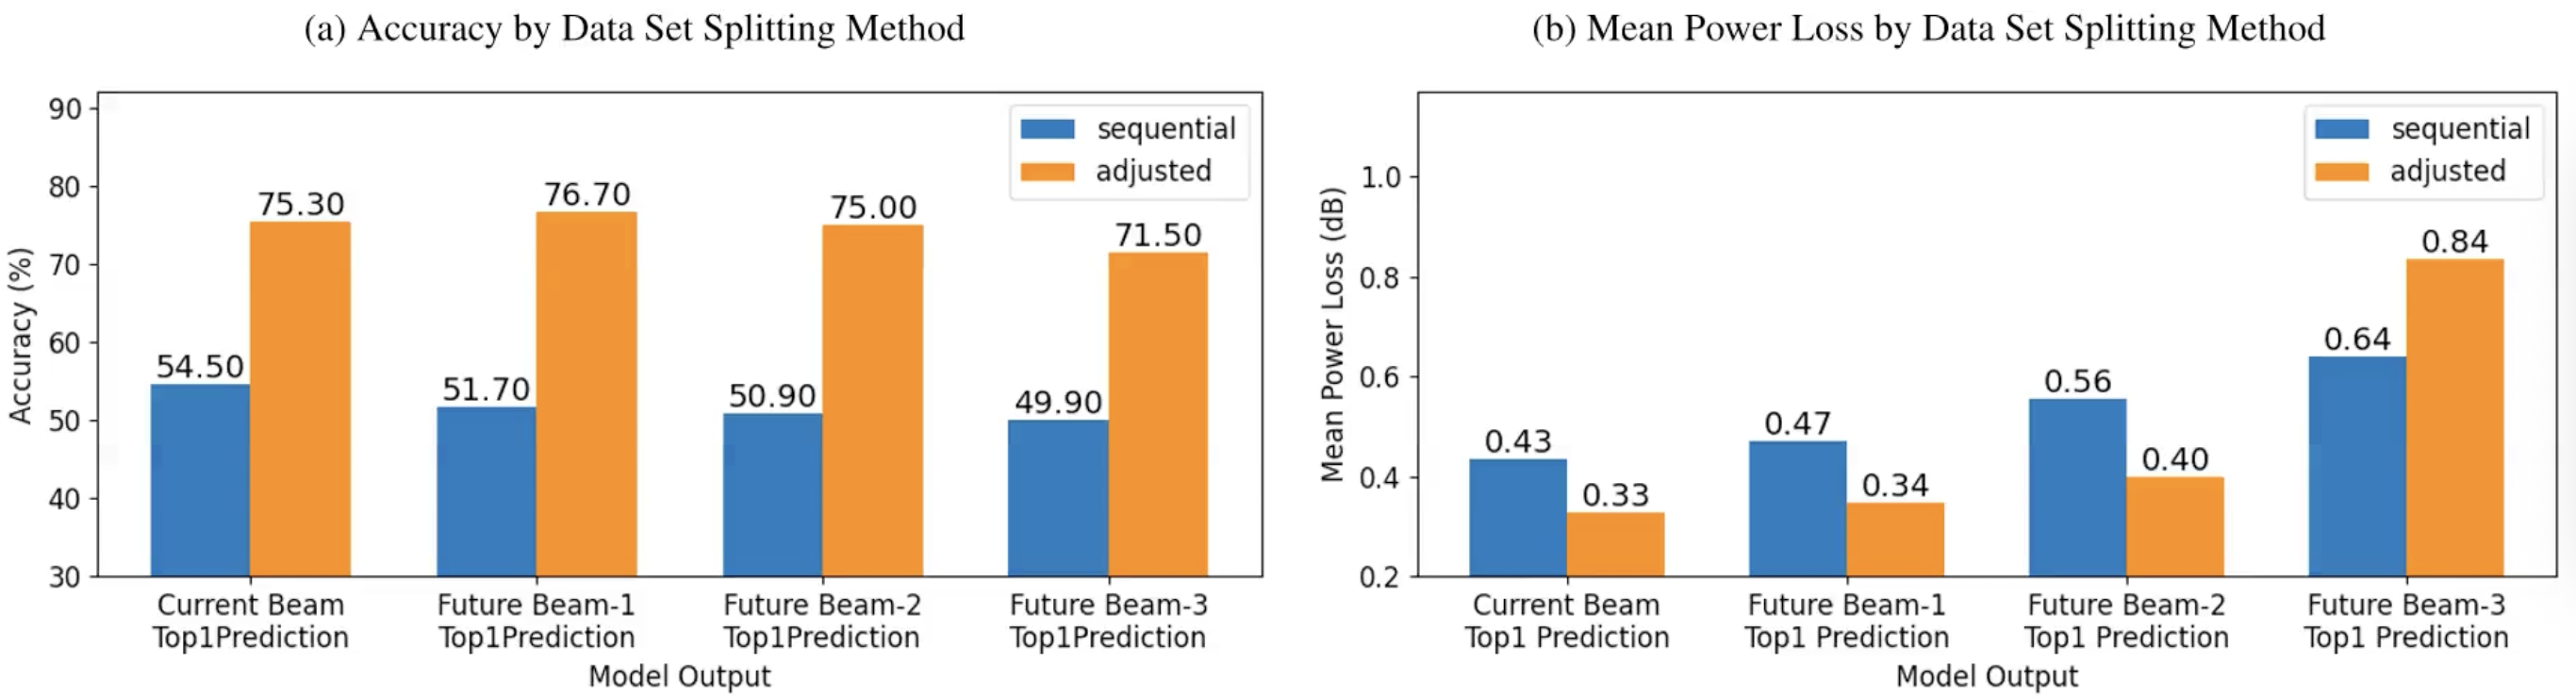 (a) Accuracy by Data Set Splitting Method
90
80
70
60
50
40
30
Accuracy (%)
sequential
adjusted
54.50
75.30
51.70
76.70
50.90
75.00
49.90
71.50
Current Beam
Top1Prediction
Future Beam-1
Top1Prediction
Future Beam-2
Top1Prediction
Future Beam-3
Top1Prediction
Model Output
(b) Mean Power Loss by Data Set Splitting Method
1.0
0.8
0.6
0.4
0.2
Mean Power Loss (dB)
sequential
adjusted
0.43
0.33
0.47
0.34
0.56
0.40
0.64
0.84
Current Beam
Top1 Prediction
Future Beam-1
Top1 Prediction
Future Beam-2
Top1 Prediction
Future Beam-3
Top1 Prediction
Model Output